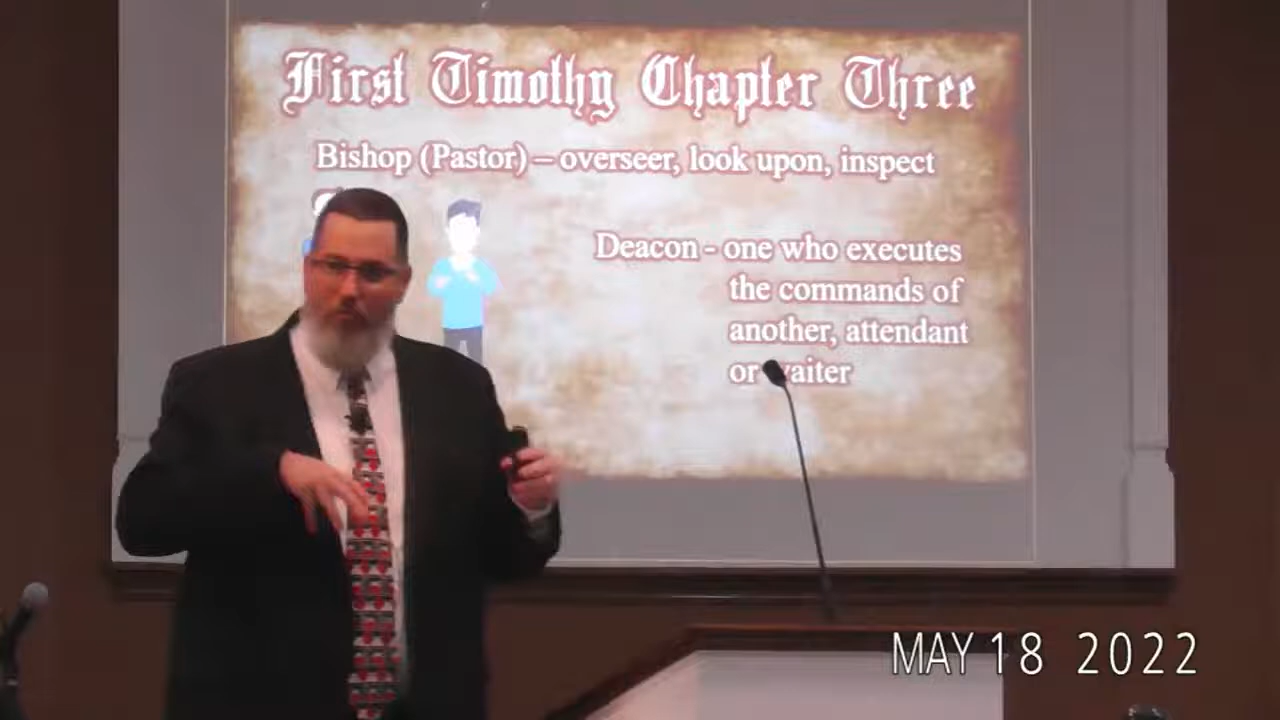 First Timothy Chapter Three
Bishop (Pastor) – overseer, look upon, inspect
Deacon - one who executes
the commands of
another, attendant
or waiter
MAY 18 2022